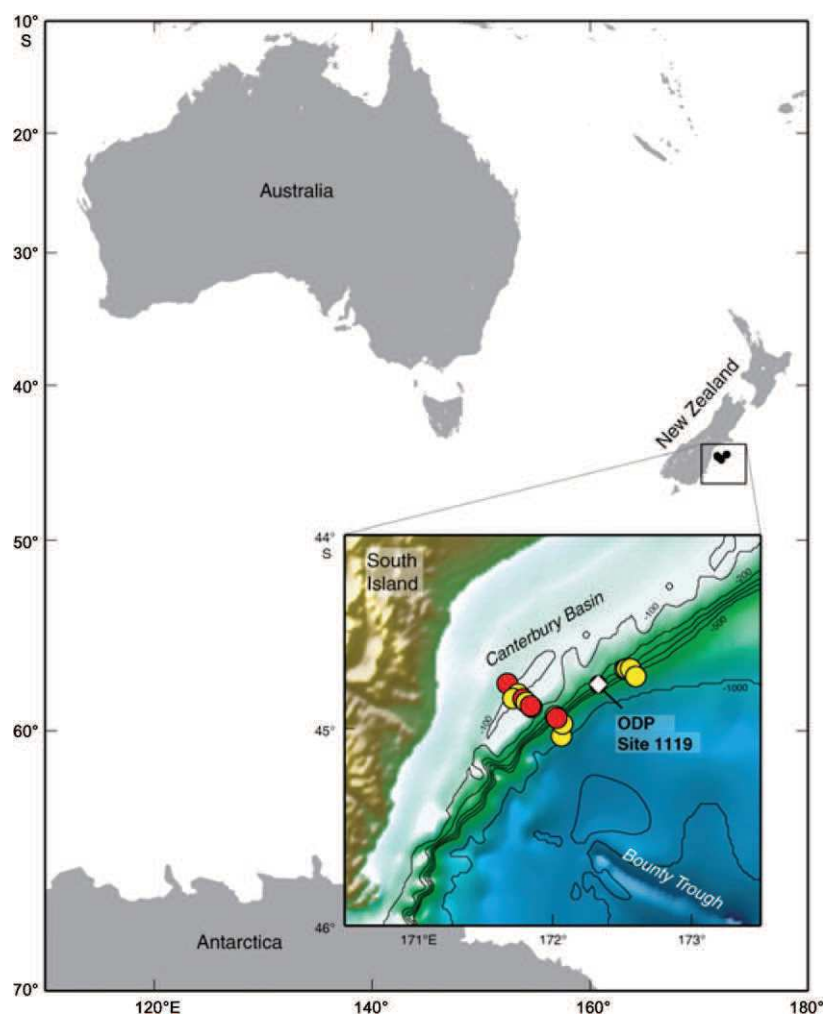 10°
S
20°
30°
40°
50°
60°
70°
120°E
140°
160°
180°
Australia
New Zealand
Antarctica
44°
S
45°
46°
171°E
172°
173°
South
Island
Canterbury Basin
-100
-200
-500
-1000
-100
ODP
Site 1119
Bounty Trough